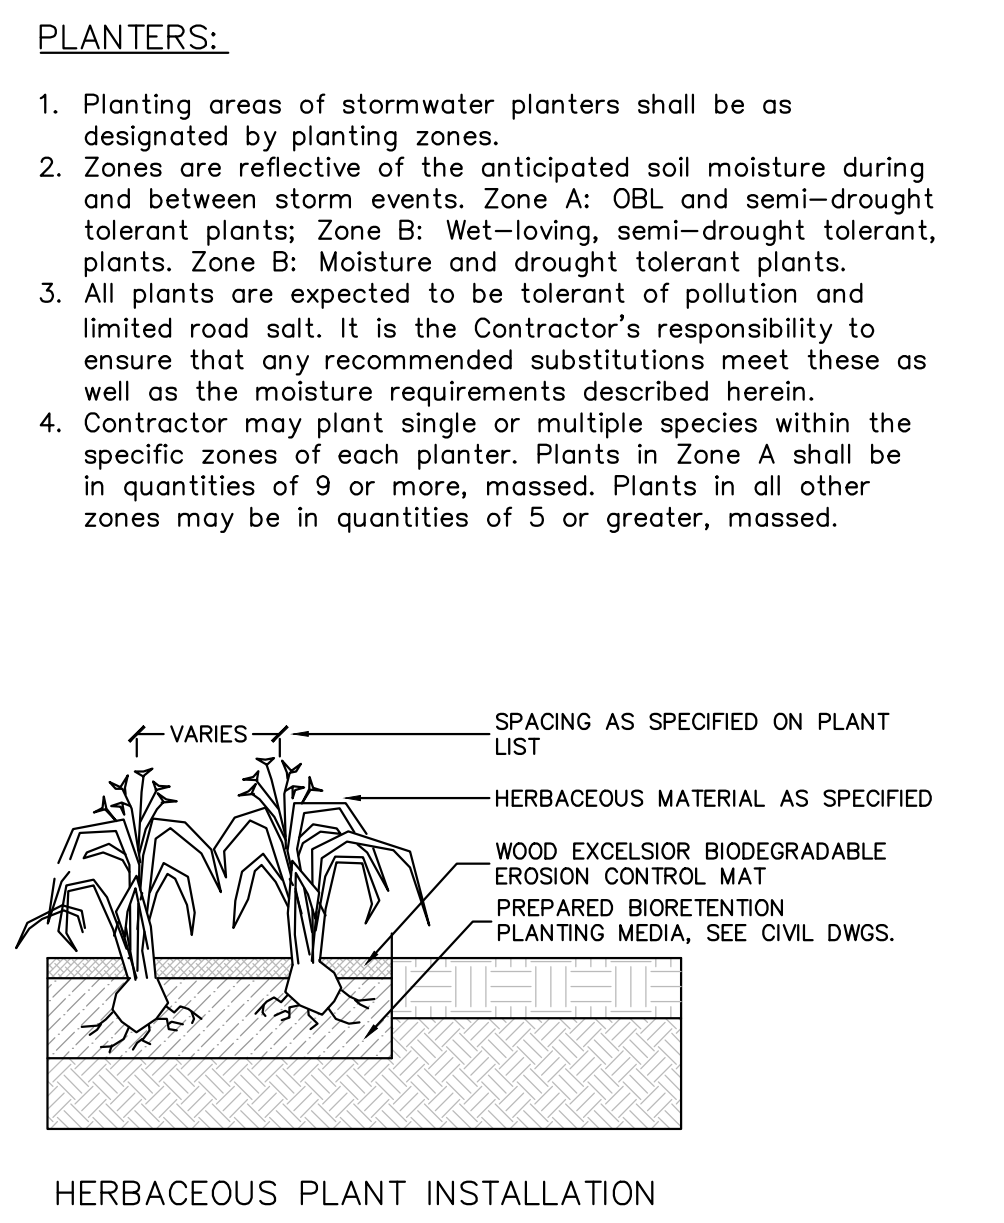 PLANTERS:
1. Planting areas of stormwater planters shall be as
designated by planting zones.
2. Zones are reflective of the anticipated soil moisture during
and between storm events. Zone A: OBL and semi-drought
tolerant plants; Zone B: Wet-loving, semi-drought tolerant,
plants. Zone B: Moisture and drought tolerant plants.
3. All plants are expected to be tolerant of pollution and
limited road salt. It is the Contractor's responsibility to
ensure that any recommended substitutions meet these as
well as the moisture requirements described herein.
4. Contractor may plant single or multiple species within the
specific zones of each planter. Plants in Zone A shall be
in quantities of 9 or more, massed. Plants in all other
zones may be in quantities of 5 or greater, massed.
VARIES
SPACING AS SPECIFIED ON PLANT
LIST
HERBACEOUS MATERIAL AS SPECIFIED
WOOD EXCELSIOR BIODEGRADABLE
EROSION CONTROL MAT
PREPARED BIORETENTION
PLANTING MEDIA, SEE CIVIL DWGS.
HERBACEOUS PLANT INSTALLATION